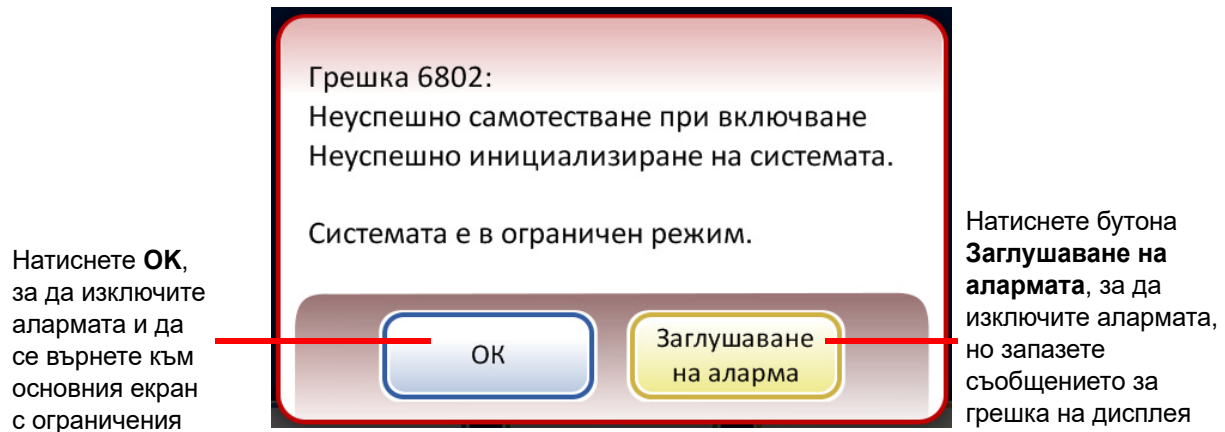 Грешка 6802:
Неуспешно самотестване при включване
Неуспешно инициализиране на системата.
Системата е в ограничен режим.
Натиснете OK,
за да изключите
алармата и да
се върнете към
основния екран
с ограничения
ОК
Заглушаване
на аларма
Натиснете бутона
Заглушаване на
алармата, за да
изключите алармата,
но запазете
съобщението за
грешка на дисплея